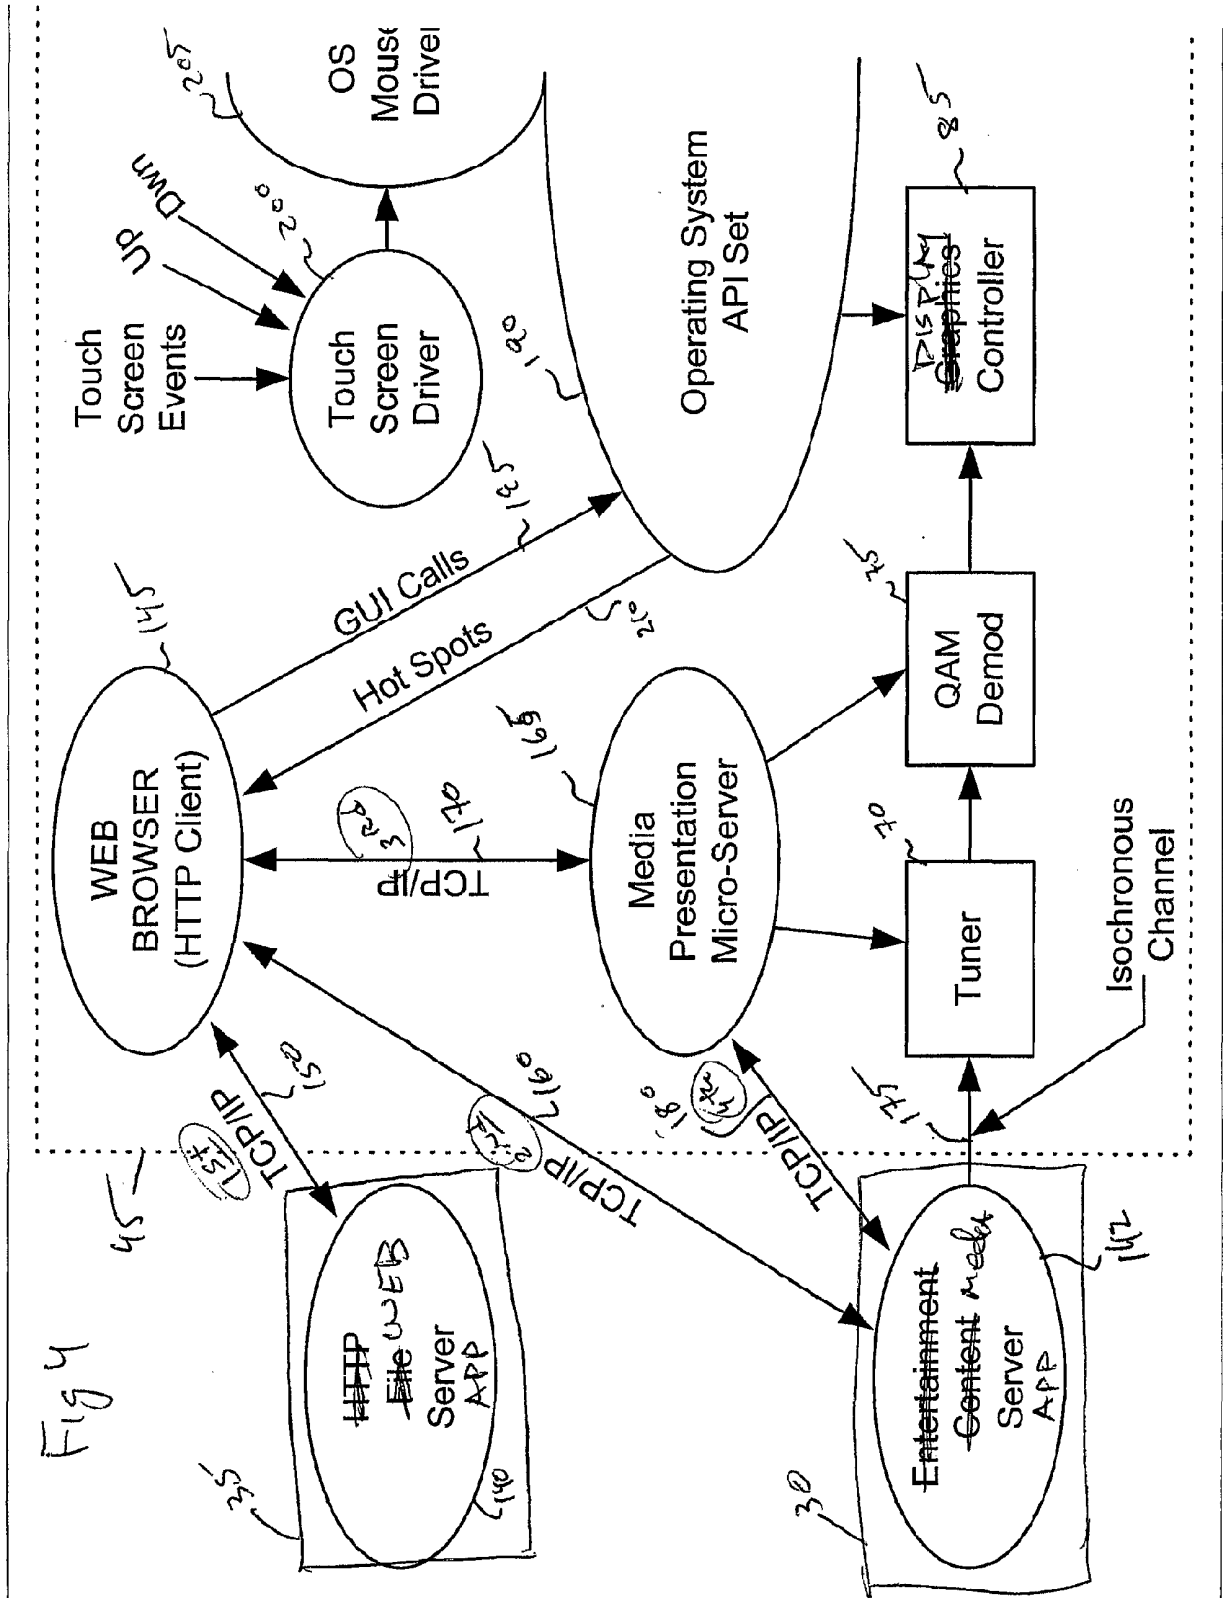 Fig 4
45
35
HTTP
File WEB
Server
APP
140
1st
TCP/IP
150
WEB
BROWSER
(HTTP Client)
145
2nd
TCP/IP
160
3rd
TCP/IP
170
GUI Calls
195
Hot Spots
210
Touch
Screen
Events
Up
Dwn
200
Touch
Screen
Driver
205
OS
Mouse
Driver
190
Operating System
API Set
165
Media
Presentation
Micro-Server
180
TCP/IP
30
Entertainment
Content Media
Server
APP
142
175
Isochronous
Channel
70
Tuner
75
QAM
Demod
85
DISPLAY
Graphics
Controller